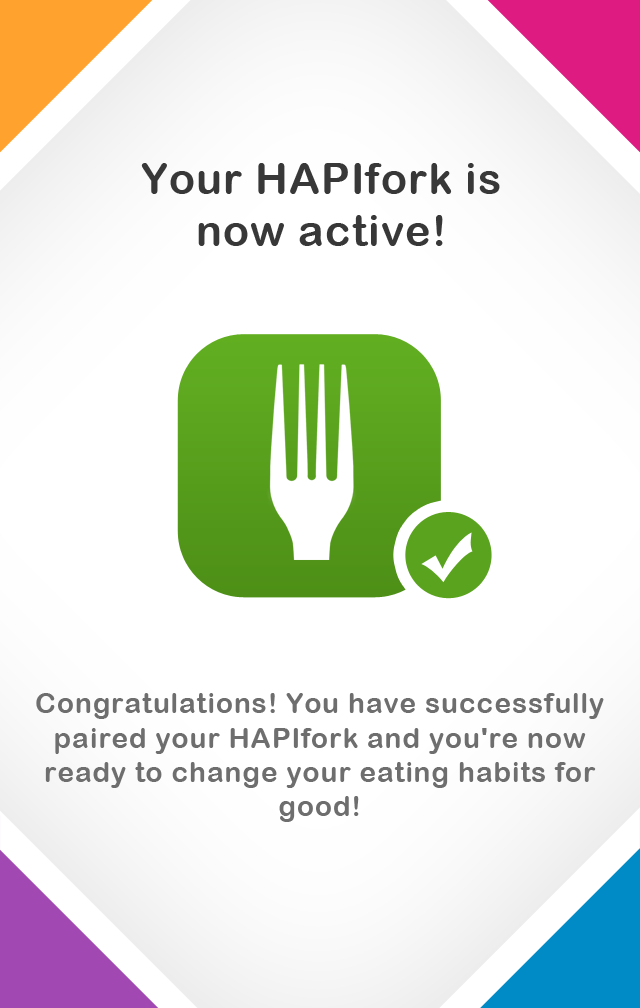 Your HAPIfork is
now active!
Congratulations! You have successfully
paired your HAPIfork and you're now
ready to change your eating habits for
good!